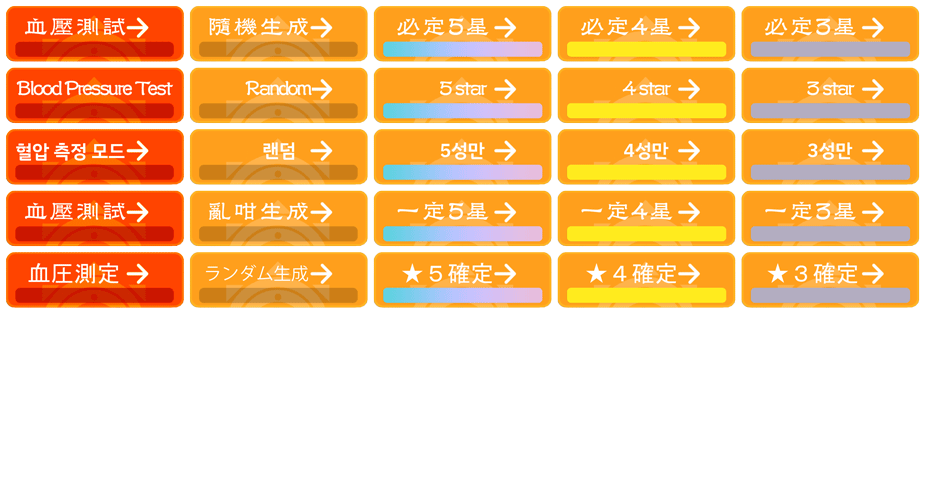 血壓測試 隨機生成 必定5星 必定4星 必定3星
Blood Pressure Test Random 5 star 4 star 3 star
혈압 측정 모드 랜덤 5성만 4성만 3성만
血壓測試 亂咁生成 一定5星 一定4星 一定3星
血圧測定 ランダム生成 ★5確定 ★4確定 ★3確定